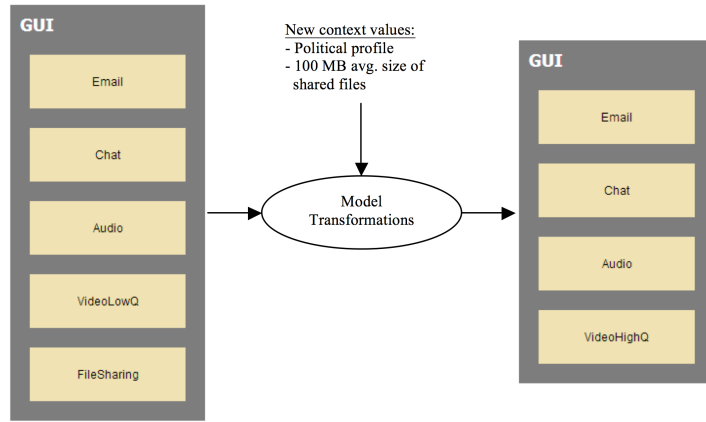 GUI
Email
Chat
Audio
VideoLowQ
FileSharing
New context values:
- Political profile
- 100 MB avg. size of
shared files
Model
Transformations
GUI
Email
Chat
Audio
VideoHighQ